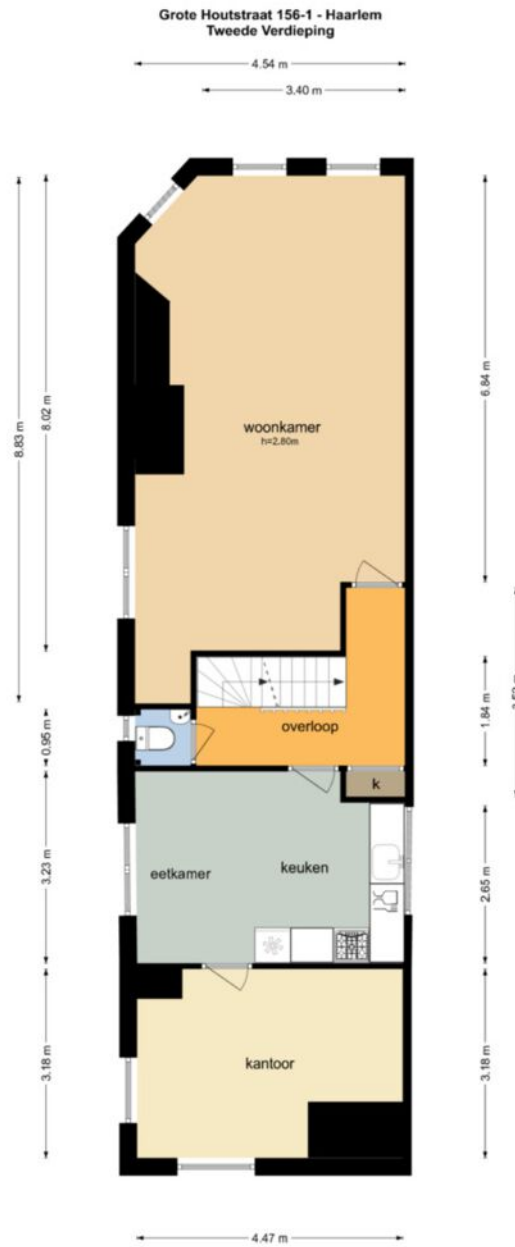 Grote Houtstraat 156-1 - Haarlem
Tweede Verdieping
4.54 m
3.40 m
8.83 m
8.02 m
6.84 m
woonkamer
h=2.80m
0.95 m
1.84 m
overloop
k
3.23 m
2.65 m
eetkamer
keuken
3.18 m
3.18 m
kantoor
4.47 m